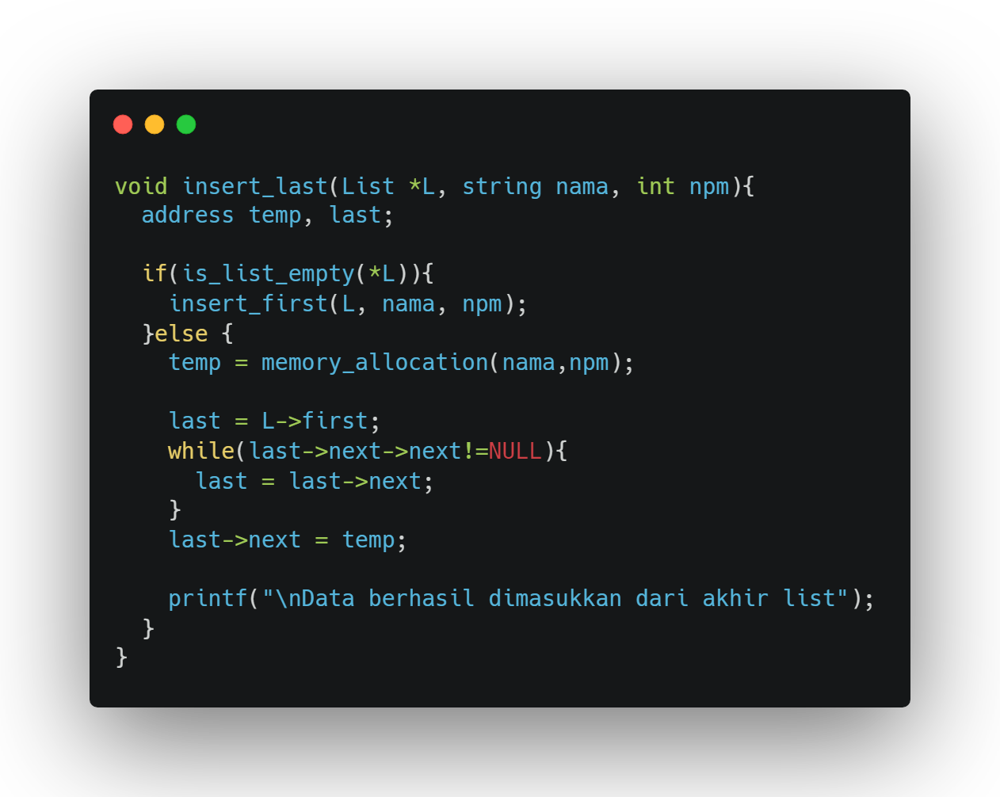 void insert_last(List *L, string nama, int npm){
  address temp, last;

  if(is_list_empty(*L)){
    insert_first(L, nama, npm);
  }else {
    temp = memory_allocation(nama,npm);

    last = L->first;
    while(last->next->next!=NULL){
      last = last->next;
    }
    last->next = temp;

    printf("\nData berhasil dimasukkan dari akhir list");
  }
}